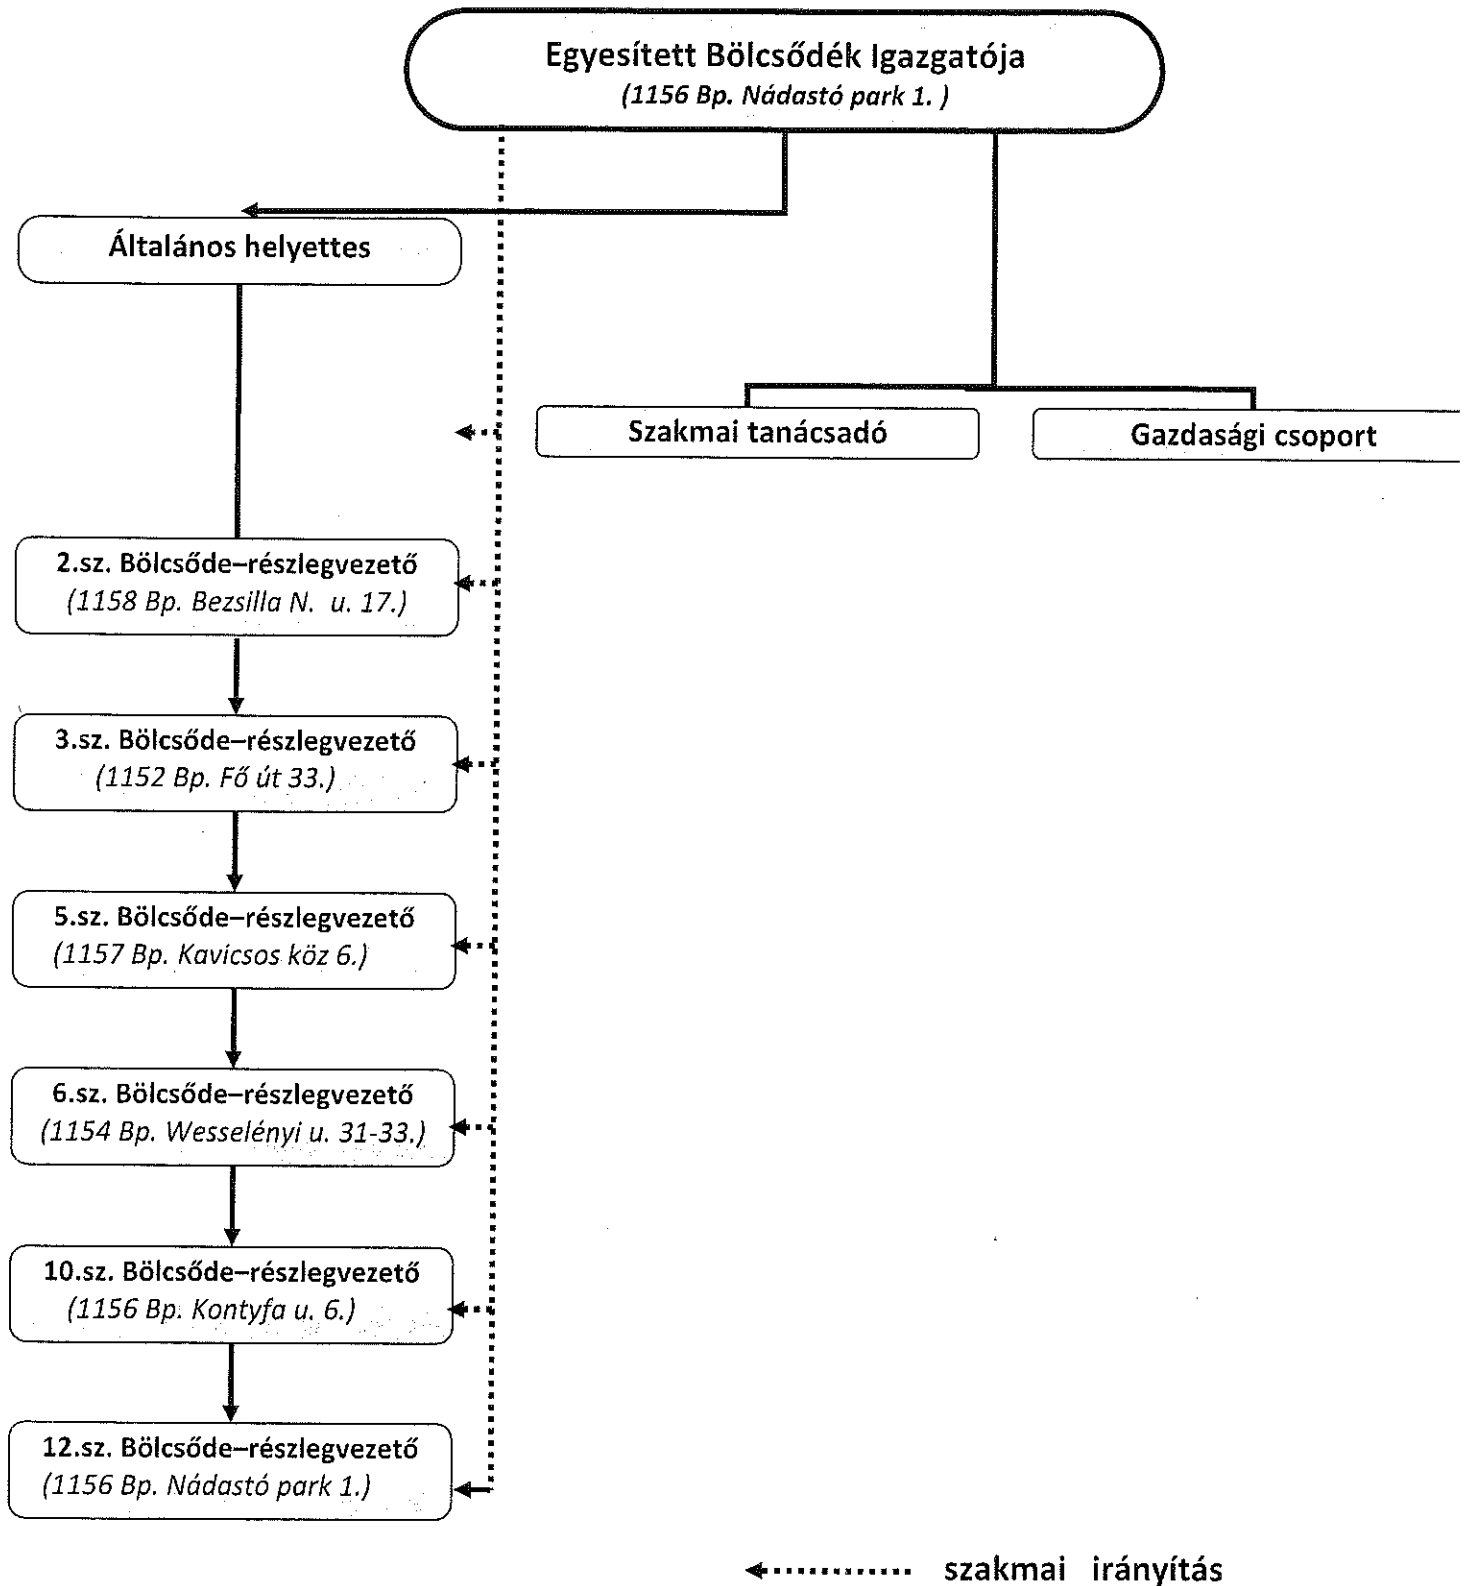 Egyesített Bölcsődék Igazgatója
(1156 Bp. Nádastó park 1. )
Általános helyettes
Szakmai tanácsadó
Gazdasági csoport
2.sz. Bölcsőde–részlegvezető
(1158 Bp. Bezsilla N. u. 17.)
3.sz. Bölcsőde–részlegvezető
(1152 Bp. Fő út 33.)
5.sz. Bölcsőde–részlegvezető
(1157 Bp. Kavicsos köz 6.)
6.sz. Bölcsőde–részlegvezető
(1154 Bp. Wesselényi u. 31-33.)
10.sz. Bölcsőde–részlegvezető
(1156 Bp. Kontyfa u. 6.)
12.sz. Bölcsőde–részlegvezető
(1156 Bp. Nádastó park 1.)
szakmai irányítás